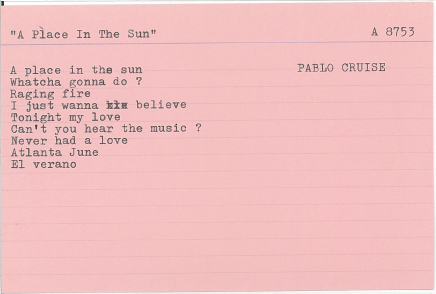 "A Place In The Sun" A 8753
A place in the sun PABLO CRUISE
Whatcha gonna do ?
Raging fire
I just wanna believe
Tonight my love
Can't you hear the music ?
Never had a love
Atlanta June
El verano